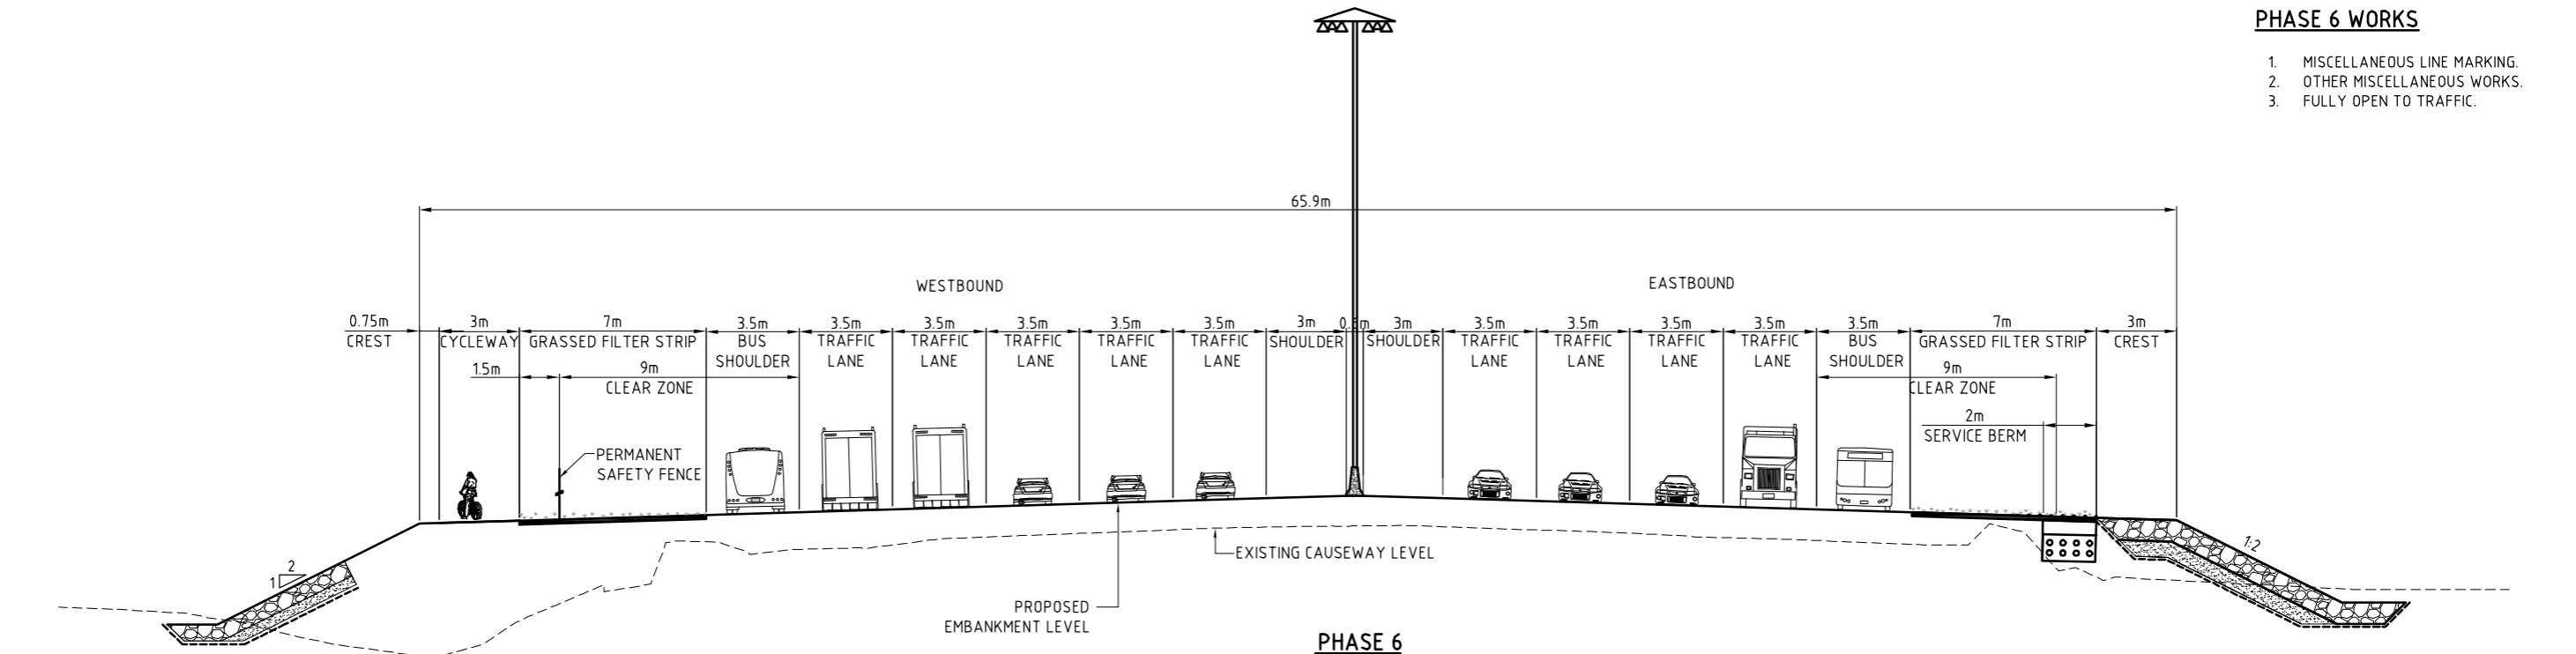 PHASE 6 WORKS
1. MISCELLANEOUS LINE MARKING.
2. OTHER MISCELLANEOUS WORKS.
3. FULLY OPEN TO TRAFFIC.
65.9m
WESTBOUND
EASTBOUND
0.75m
CREST
3m
CYCLEWAY
7m
GRASSED FILTER STRIP
3.5m
BUS
SHOULDER
3.5m
TRAFFIC
LANE
3.5m
TRAFFIC
LANE
3.5m
TRAFFIC
LANE
3.5m
TRAFFIC
LANE
3.5m
TRAFFIC
LANE
3m
SHOULDER
3m
SHOULDER
3.5m
TRAFFIC
LANE
3.5m
TRAFFIC
LANE
3.5m
TRAFFIC
LANE
3.5m
TRAFFIC
LANE
3.5m
BUS
SHOULDER
7m
GRASSED FILTER STRIP
3m
CREST
1.5m
9m
CLEAR ZONE
9m
CLEAR ZONE
2m
SERVICE BERM
PERMANENT
SAFETY FENCE
EXISTING CAUSEWAY LEVEL
1:2
2
1
PROPOSED
EMBANKMENT LEVEL
PHASE 6